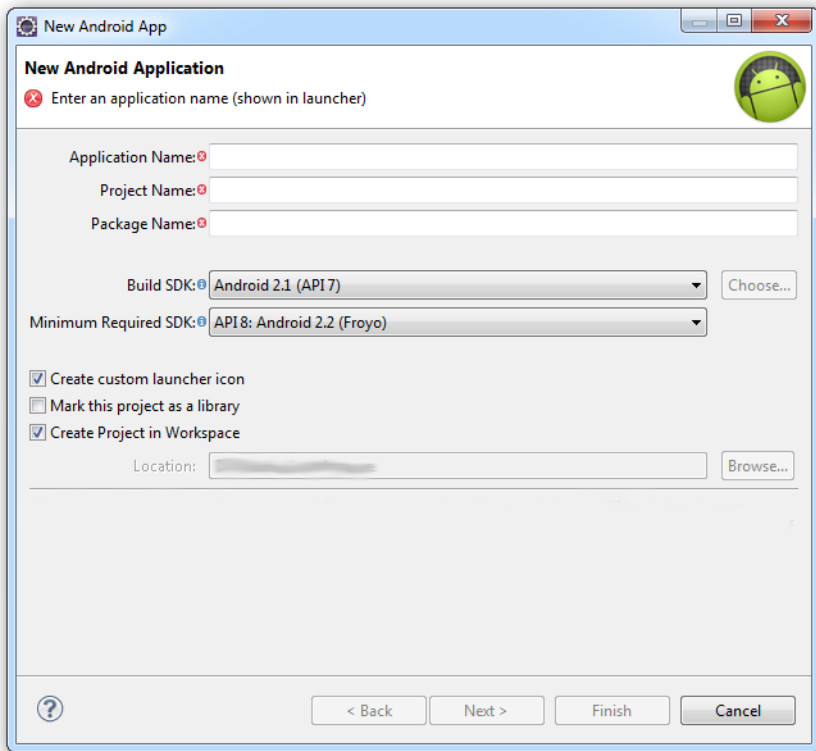 New Android App
New Android Application
Enter an application name (shown in launcher)
Application Name:
Project Name:
Package Name:
Build SDK: Android 2.1 (API 7) Choose...
Minimum Required SDK: API 8: Android 2.2 (Froyo)
Create custom launcher icon
Mark this project as a library
Create Project in Workspace
Location: Browse...
? < Back Next > Finish Cancel